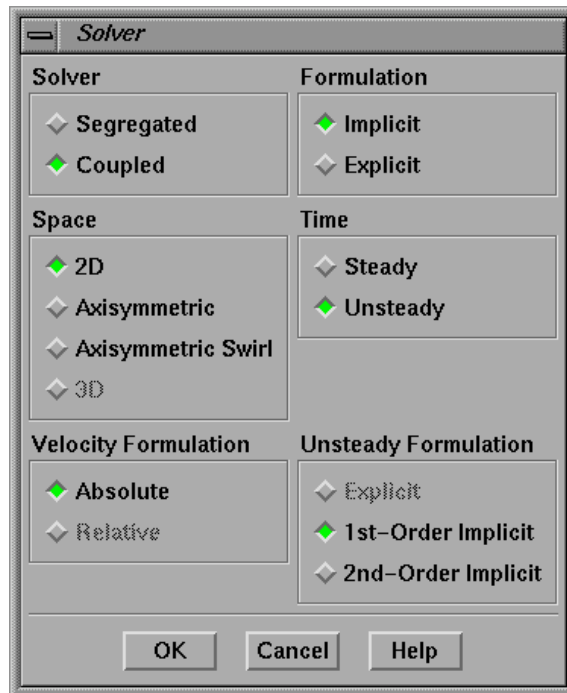 Solver
Solver
Segregated
Coupled
Formulation
Implicit
Explicit
Space
2D
Axisymmetric
Axisymmetric Swirl
3D
Time
Steady
Unsteady
Velocity Formulation
Absolute
Relative
Unsteady Formulation
Explicit
1st-Order Implicit
2nd-Order Implicit
OK
Cancel
Help